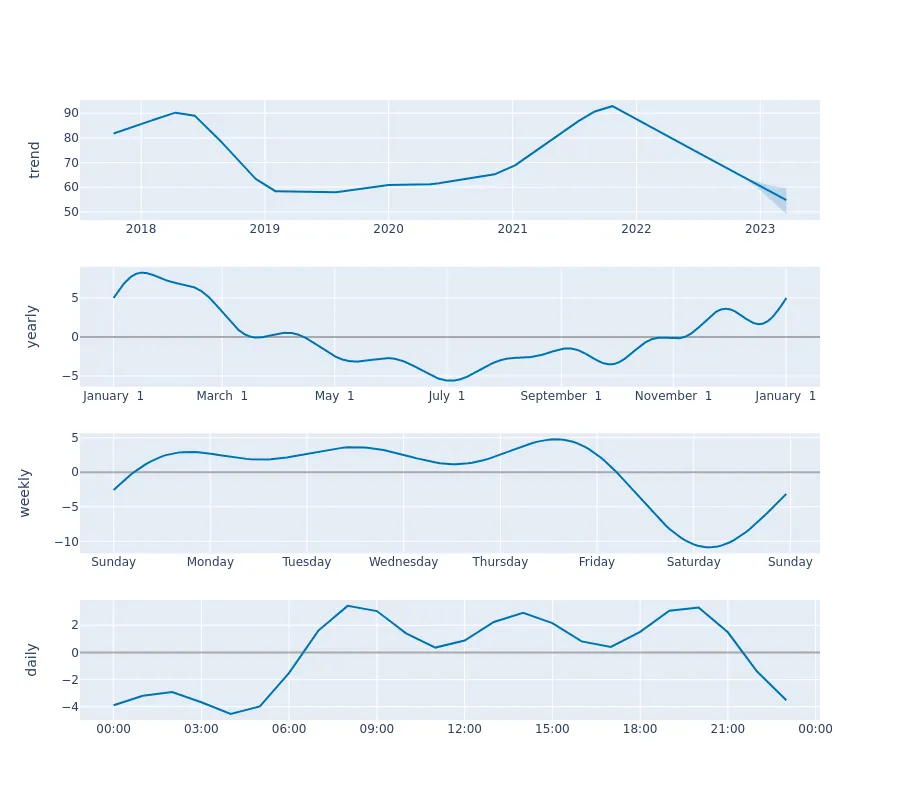 trend
90
80
70
60
50
2018 2019 2020 2021 2022 2023
yearly
5
0
−5
January 1 March 1 May 1 July 1 September 1 November 1 January 1
weekly
5
0
−5
−10
Sunday Monday Tuesday Wednesday Thursday Friday Saturday Sunday
daily
2
0
−2
−4
00:00 03:00 06:00 09:00 12:00 15:00 18:00 21:00 00:00